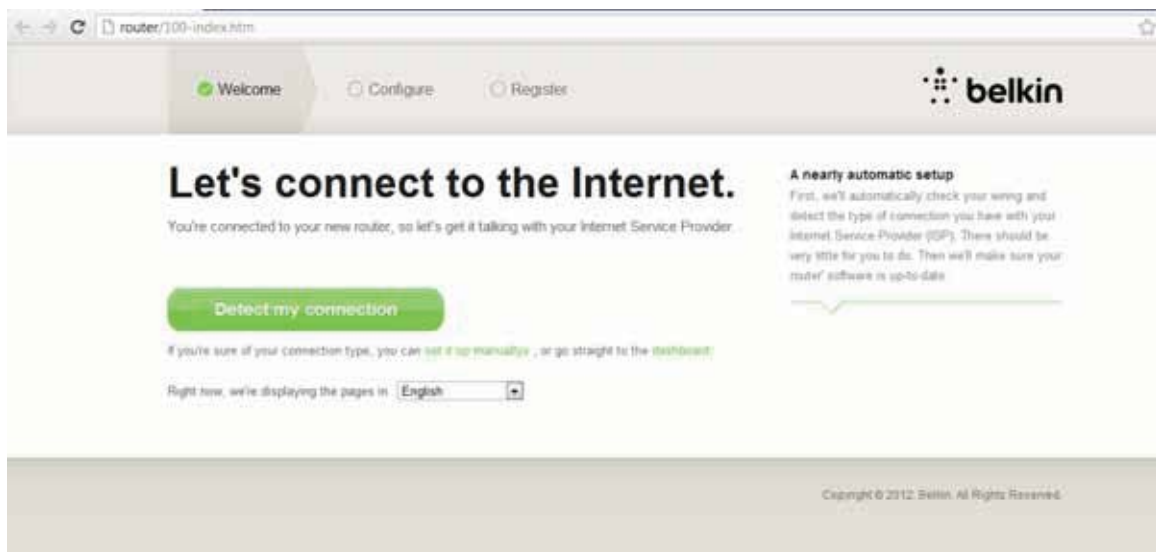 router/100-index.htm
Welcome
Configure
Register
belkin
Let's connect to the Internet.
You're connected to your new router, so let's get it talking with your Internet Service Provider
Detect my connection
If you're sure of your connection type, you can set it up manuallys , or go straight to the dashboard
Right now, we're displaying the pages in English
A nearly automatic setup
First, we'll automatically check your wiring and
detect the type of connection you have with your
Internet Service Provider (ISP). There should be
very little for you to do. Then we'll make sure your
router' software is up-to-date
Copyright © 2012. Belkin. All Rights Reserved.